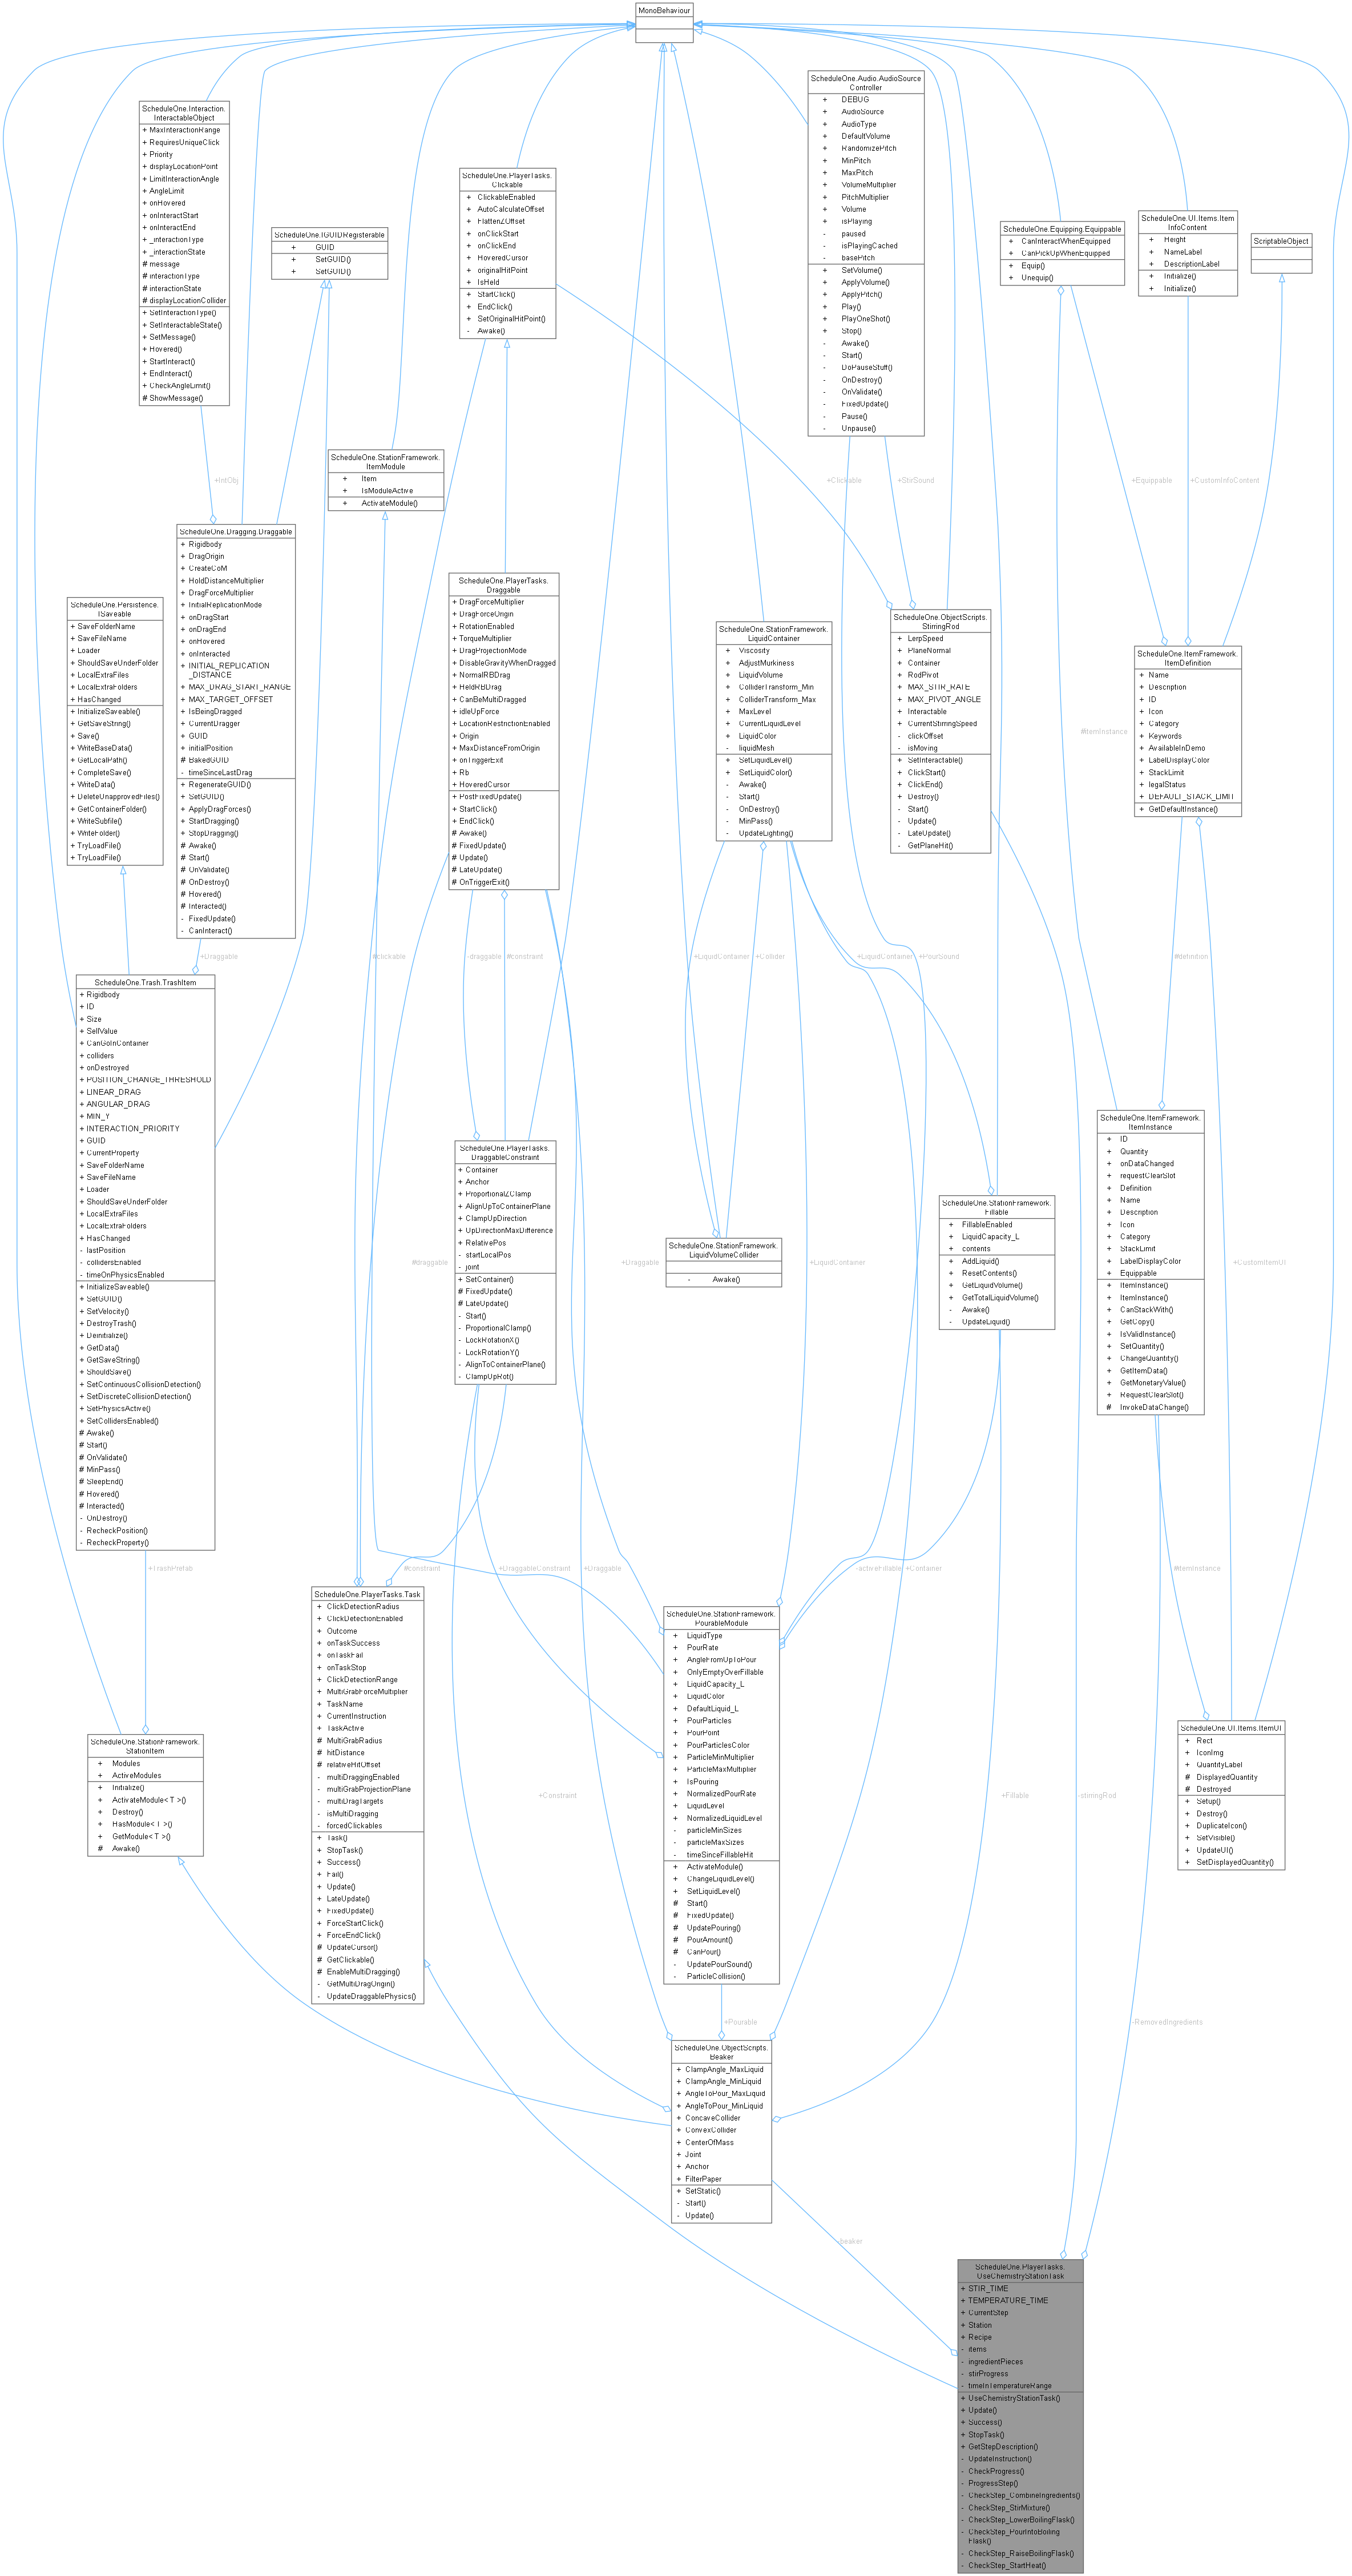 MonoBehaviour
ScheduleOne.Audio.AudioSource
Controller
+ DEBUG
+ AudioSource
+ AudioType
+ DefaultVolume
+ RandomizePitch
+ MinPitch
+ MaxPitch
+ VolumeMultiplier
+ PitchMultiplier
+ Volume
+ isPlaying
- paused
- isPlayingCached
- basePitch
+ SetVolume()
+ ApplyVolume()
+ ApplyPitch()
+ Play()
+ PlayOneShot()
+ Stop()
- Awake()
- Start()
- DoPauseStuff()
- OnDestroy()
- OnValidate()
- FixedUpdate()
- Pause()
- Unpause()
ScheduleOne.Interaction.
InteractableObject
+ MaxInteractionRange
+ RequiresUniqueClick
+ Priority
+ displayLocationPoint
+ LimitInteractionAngle
+ AngleLimit
+ onHovered
+ onInteractStart
+ onInteractEnd
+ _interactionType
+ _interactionState
# message
# interactionType
# interactionState
# displayLocationCollider
+ SetInteractionType()
+ SetInteractableState()
+ SetMessage()
+ Hovered()
+ StartInteract()
+ EndInteract()
+ CheckAngleLimit()
# ShowMessage()
ScheduleOne.PlayerTasks.
Clickable
+ ClickableEnabled
+ AutoCalculateOffset
+ FlattenZOffset
+ onClickStart
+ onClickEnd
+ HoveredCursor
+ originalHitPoint
+ IsHeld
+ StartClick()
+ EndClick()
+ SetOriginalHitPoint()
- Awake()
ScheduleOne.IGUIDRegisterable
+ GUID
+ SetGUID()
+ SetGUID()
ScheduleOne.Equipping.Equippable
+ CanInteractWhenEquipped
+ CanPickUpWhenEquipped
+ Equip()
+ Unequip()
ScheduleOne.UI.Items.Item
InfoContent
+ Height
+ NameLabel
+ DescriptionLabel
+ Initialize()
+ Initialize()
ScriptableObject
ScheduleOne.StationFramework.
ItemModule
+ Item
+ IsModuleActive
+ ActivateModule()
+IntObj
+Clickable
+StirSound
+Equippable
+CustomInfoContent
ScheduleOne.Dragging.Draggable
+ Rigidbody
+ DragOrigin
+ CreateCoM
+ HoldDistanceMultiplier
+ DragForceMultiplier
+ InitialReplicationMode
+ onDragStart
+ onDragEnd
+ onHovered
+ onInteracted
+ INITIAL_REPLICATION
_DISTANCE
+ MAX_DRAG_START_RANGE
+ MAX_TARGET_OFFSET
+ IsBeingDragged
+ CurrentDragger
+ GUID
+ initialPosition
# BakedGUID
- timeSinceLastDrag
+ RegenerateGUID()
+ SetGUID()
+ ApplyDragForces()
+ StartDragging()
+ StopDragging()
# Awake()
# Start()
# OnValidate()
# OnDestroy()
# Hovered()
# Interacted()
- FixedUpdate()
- CanInteract()
ScheduleOne.Persistence.
ISaveable
+ SaveFolderName
+ SaveFileName
+ Loader
+ ShouldSaveUnderFolder
+ LocalExtraFiles
+ LocalExtraFolders
+ HasChanged
+ InitializeSaveable()
+ GetSaveString()
+ Save()
+ WriteBaseData()
+ GetLocalPath()
+ CompleteSave()
+ WriteData()
+ DeleteUnapprovedFiles()
+ GetContainerFolder()
+ WriteSubfile()
+ WriteFolder()
+ TryLoadFile()
+ TryLoadFile()
ScheduleOne.PlayerTasks.
Draggable
+ DragForceMultiplier
+ DragForceOrigin
+ RotationEnabled
+ TorqueMultiplier
+ DragProjectionMode
+ DisableGravityWhenDragged
+ NormalRBDrag
+ HeldRBDrag
+ CanBeMultiDragged
+ idleUpForce
+ LocationRestrictionEnabled
+ Origin
+ MaxDistanceFromOrigin
+ onTriggerExit
+ Rb
+ HoveredCursor
+ PostFixedUpdate()
+ StartClick()
+ EndClick()
# Awake()
# FixedUpdate()
# Update()
# LateUpdate()
# OnTriggerExit()
ScheduleOne.StationFramework.
LiquidContainer
+ Viscosity
+ AdjustMurkiness
+ LiquidVolume
+ ColliderTransform_Min
+ ColliderTransform_Max
+ MaxLevel
+ CurrentLiquidLevel
+ LiquidColor
- liquidMesh
+ SetLiquidLevel()
+ SetLiquidColor()
- Awake()
- Start()
- OnDestroy()
- MinPass()
- UpdateLighting()
ScheduleOne.ObjectScripts.
StirringRod
+ LerpSpeed
+ PlaneNormal
+ Container
+ RodPivot
+ MAX_STIR_RATE
+ MAX_PIVOT_ANGLE
+ Interactable
+ CurrentStirringSpeed
- clickOffset
- isMoving
+ SetInteractable()
+ ClickStart()
+ ClickEnd()
+ Destroy()
- Start()
- Update()
- LateUpdate()
- GetPlaneHit()
ScheduleOne.ItemFramework.
ItemDefinition
+ Name
+ Description
+ ID
+ Icon
+ Category
+ Keywords
+ AvailableInDemo
+ LabelDisplayColor
+ StackLimit
+ legalStatus
+ DEFAULT_STACK_LIMIT
+ GetDefaultInstance()
#itemInstance
+Draggable
#clickable
-draggable
#constraint
+LiquidContainer
+Collider
+LiquidContainer
+PourSound
#definition
ScheduleOne.Trash.TrashItem
+ Rigidbody
+ ID
+ Size
+ SellValue
+ CanGoInContainer
+ colliders
+ onDestroyed
+ POSITION_CHANGE_THRESHOLD
+ LINEAR_DRAG
+ ANGULAR_DRAG
+ MIN_Y
+ INTERACTION_PRIORITY
+ GUID
+ CurrentProperty
+ SaveFolderName
+ SaveFileName
+ Loader
+ ShouldSaveUnderFolder
+ LocalExtraFiles
+ LocalExtraFolders
+ HasChanged
- lastPosition
- collidersEnabled
- timeOnPhysicsEnabled
+ InitializeSaveable()
+ SetGUID()
+ SetVelocity()
+ DestroyTrash()
+ Deinitialize()
+ GetData()
+ GetSaveString()
+ ShouldSave()
+ SetContinuousCollisionDetection()
+ SetDiscreteCollisionDetection()
+ SetPhysicsActive()
+ SetCollidersEnabled()
# Awake()
# Start()
# OnValidate()
# MinPass()
# SleepEnd()
# Hovered()
# Interacted()
- OnDestroy()
- RecheckPosition()
- RecheckProperty()
ScheduleOne.PlayerTasks.
DraggableConstraint
+ Container
+ Anchor
+ ProportionalZClamp
+ AlignUpToContainerPlane
+ ClampUpDirection
+ UpDirectionMaxDifference
+ RelativePos
- startLocalPos
- joint
+ SetContainer()
# FixedUpdate()
# LateUpdate()
- Start()
- ProportionalClamp()
- LockRotationX()
- LockRotationY()
- AlignToContainerPlane()
- ClampUpRot()
ScheduleOne.StationFramework.
LiquidVolumeCollider
- Awake()
ScheduleOne.StationFramework.
Fillable
+ FillableEnabled
+ LiquidCapacity_L
+ contents
+ AddLiquid()
+ ResetContents()
+ GetLiquidVolume()
+ GetTotalLiquidVolume()
- Awake()
- UpdateLiquid()
ScheduleOne.ItemFramework.
ItemInstance
+ ID
+ Quantity
+ onDataChanged
+ requestClearSlot
+ Definition
+ Name
+ Description
+ Icon
+ Category
+ StackLimit
+ LabelDisplayColor
+ Equippable
+ ItemInstance()
+ ItemInstance()
+ CanStackWith()
+ GetCopy()
+ IsValidInstance()
+ SetQuantity()
+ ChangeQuantity()
+ GetItemData()
+ GetMonetaryValue()
+ RequestClearSlot()
# InvokeDataChange()
#draggable
+Draggable
+LiquidContainer
+CustomItemUI
+TrashPrefab
#constraint
+DraggableConstraint
+Draggable
-activeFillable
+Container
#itemInstance
ScheduleOne.PlayerTasks.Task
+ ClickDetectionRadius
+ ClickDetectionEnabled
+ Outcome
+ onTaskSuccess
+ onTaskFail
+ onTaskStop
+ ClickDetectionRange
+ MultiGrabForceMultiplier
+ TaskName
+ CurrentInstruction
+ TaskActive
# MultiGrabRadius
# hitDistance
# relativeHitOffset
- multiDraggingEnabled
- multiGrabProjectionPlane
- multiDragTargets
- isMultiDragging
- forcedClickables
+ Task()
+ StopTask()
+ Success()
+ Fail()
+ Update()
+ LateUpdate()
+ FixedUpdate()
+ ForceStartClick()
+ ForceEndClick()
# UpdateCursor()
# GetClickable()
# EnableMultiDragging()
- GetMultiDragOrigin()
- UpdateDraggablePhysics()
ScheduleOne.StationFramework.
PourableModule
+ LiquidType
+ PourRate
+ AngleFromUpToPour
+ OnlyEmptyOverFillable
+ LiquidCapacity_L
+ LiquidColor
+ DefaultLiquid_L
+ PourParticles
+ PourPoint
+ PourParticlesColor
+ ParticleMinMultiplier
+ ParticleMaxMultiplier
+ IsPouring
+ NormalizedPourRate
+ LiquidLevel
+ NormalizedLiquidLevel
- particleMinSizes
- particleMaxSizes
- timeSinceFillableHit
+ ActivateModule()
+ ChangeLiquidLevel()
+ SetLiquidLevel()
# Start()
# FixedUpdate()
# UpdatePouring()
# PourAmount()
# CanPour()
- UpdatePourSound()
- ParticleCollision()
ScheduleOne.StationFramework.
StationItem
+ Modules
+ ActiveModules
+ Initialize()
+ ActivateModule< T >()
+ Destroy()
+ HasModule< T >()
+ GetModule< T >()
# Awake()
ScheduleOne.UI.Items.ItemUI
+ Rect
+ IconImg
+ QuantityLabel
# DisplayedQuantity
# Destroyed
+ Setup()
+ Destroy()
+ DuplicateIcon()
+ SetVisible()
+ UpdateUI()
+ SetDisplayedQuantity()
+Constraint
+Fillable
-stirringRod
+Pourable
-RemovedIngredients
ScheduleOne.ObjectScripts.
Beaker
+ ClampAngle_MaxLiquid
+ ClampAngle_MinLiquid
+ AngleToPour_MaxLiquid
+ AngleToPour_MinLiquid
+ ConcaveCollider
+ ConvexCollider
+ CenterOfMass
+ Joint
+ Anchor
+ FilterPaper
+ SetStatic()
- Start()
- Update()
-beaker
ScheduleOne.PlayerTasks.
UseChemistryStationTask
+ STIR_TIME
+ TEMPERATURE_TIME
+ CurrentStep
+ Station
+ Recipe
- items
- ingredientPieces
- stirProgress
- timeInTemperatureRange
+ UseChemistryStationTask()
+ Update()
+ Success()
+ StopTask()
+ GetStepDescription()
- UpdateInstruction()
- CheckProgress()
- ProgressStep()
- CheckStep_CombineIngredients()
- CheckStep_StirMixture()
- CheckStep_LowerBoilingFlask()
- CheckStep_PourIntoBoiling
Flask()
- CheckStep_RaiseBoilingFlask()
- CheckStep_StartHeat()